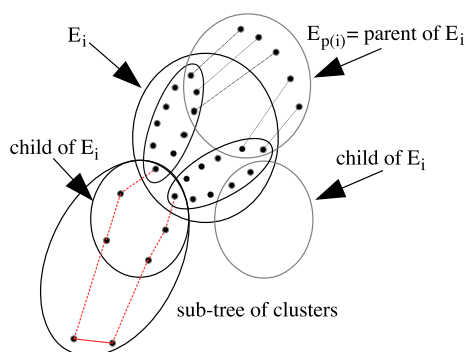 E_i
E_p(i)= parent of E_i
child of E_i
child of E_i
sub-tree of clusters